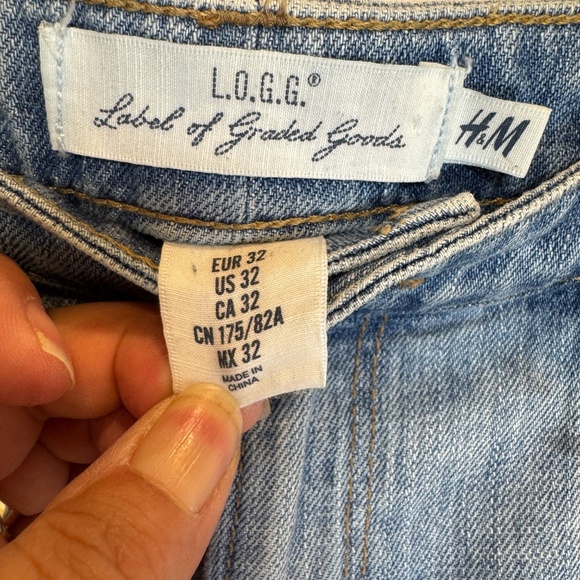 L.O.G.G.®
Label of Graded Goods
H&M
EUR 32
US 32
CA 32
CN 175/82A
MX 32
MADE IN
CHINA